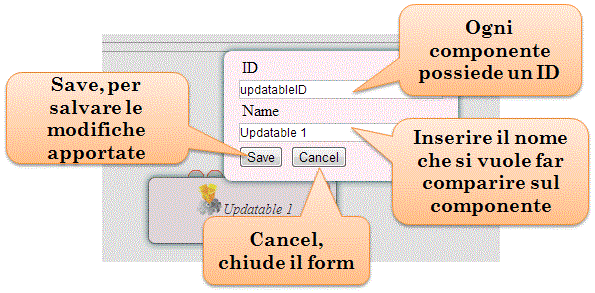 Ogni
componente
possiede un ID
ID
updatableID
Name
Updatable 1
Save
Cancel
Save, per
salvare le
modifiche
apportate
Inserire il nome
che si vuole far
comparire sul
componente
Updatable 1
Cancel,
chiude il form